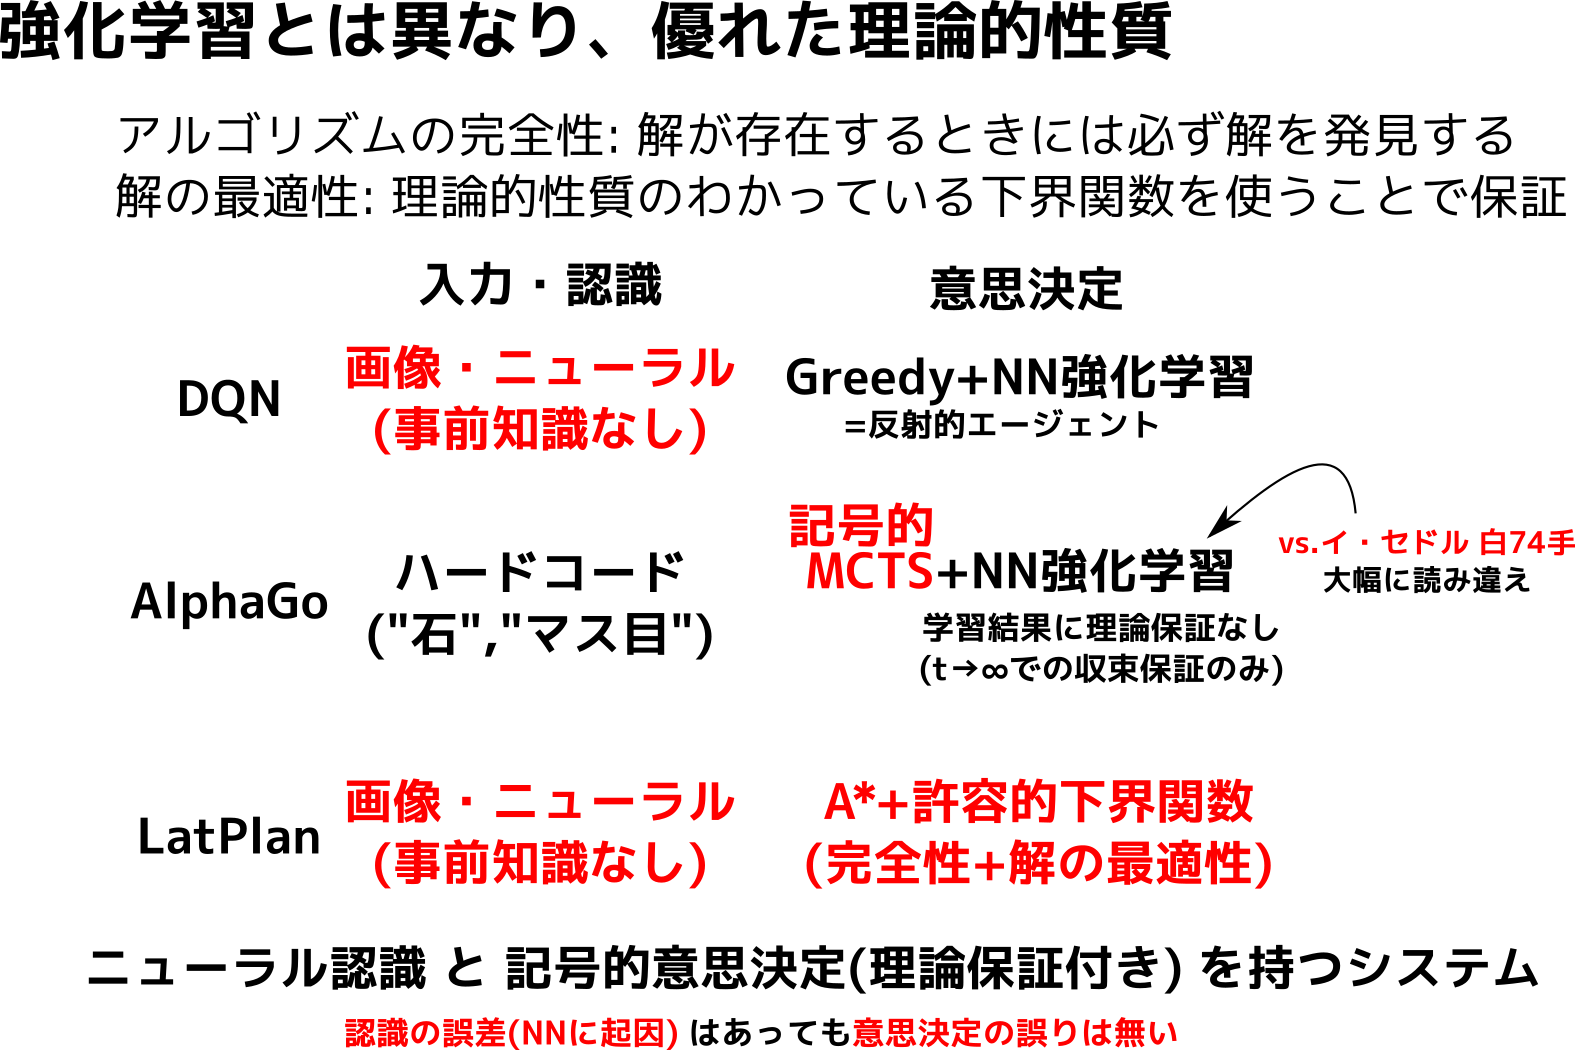 強化学習とは異なり、優れた理論的性質
アルゴリズムの完全性: 解が存在するときには必ず解を発見する
解の最適性: 理論的性質のわかっている下界関数を使うことで保証
入力・認識
意思決定
DQN
画像・ニューラル
(事前知識なし)
Greedy+NN強化学習
=反射的エージェント
AlphaGo
ハードコード
("石","マス目")
記号的
MCTS+NN強化学習
学習結果に理論保証なし
(t→∞での収束保証のみ)
vs.イ・セドル 白74手
大幅に読み違え
LatPlan
画像・ニューラル
(事前知識なし)
A*+許容的下界関数
(完全性+解の最適性)
ニューラル認識 と 記号的意思決定(理論保証付き) を持つシステム
認識の誤差(NNに起因) はあっても意思決定の誤りは無い